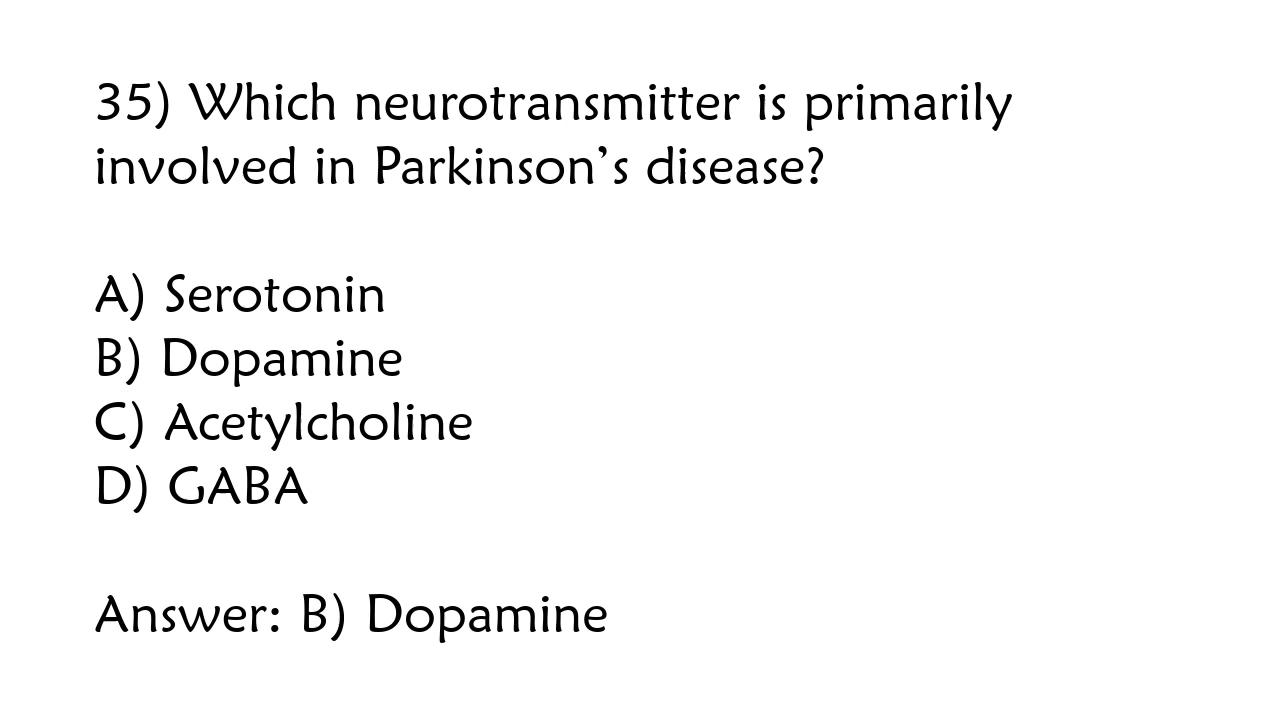 35) Which neurotransmitter is primarily
involved in Parkinson’s disease?
A) Serotonin
B) Dopamine
C) Acetylcholine
D) GABA
Answer: B) Dopamine